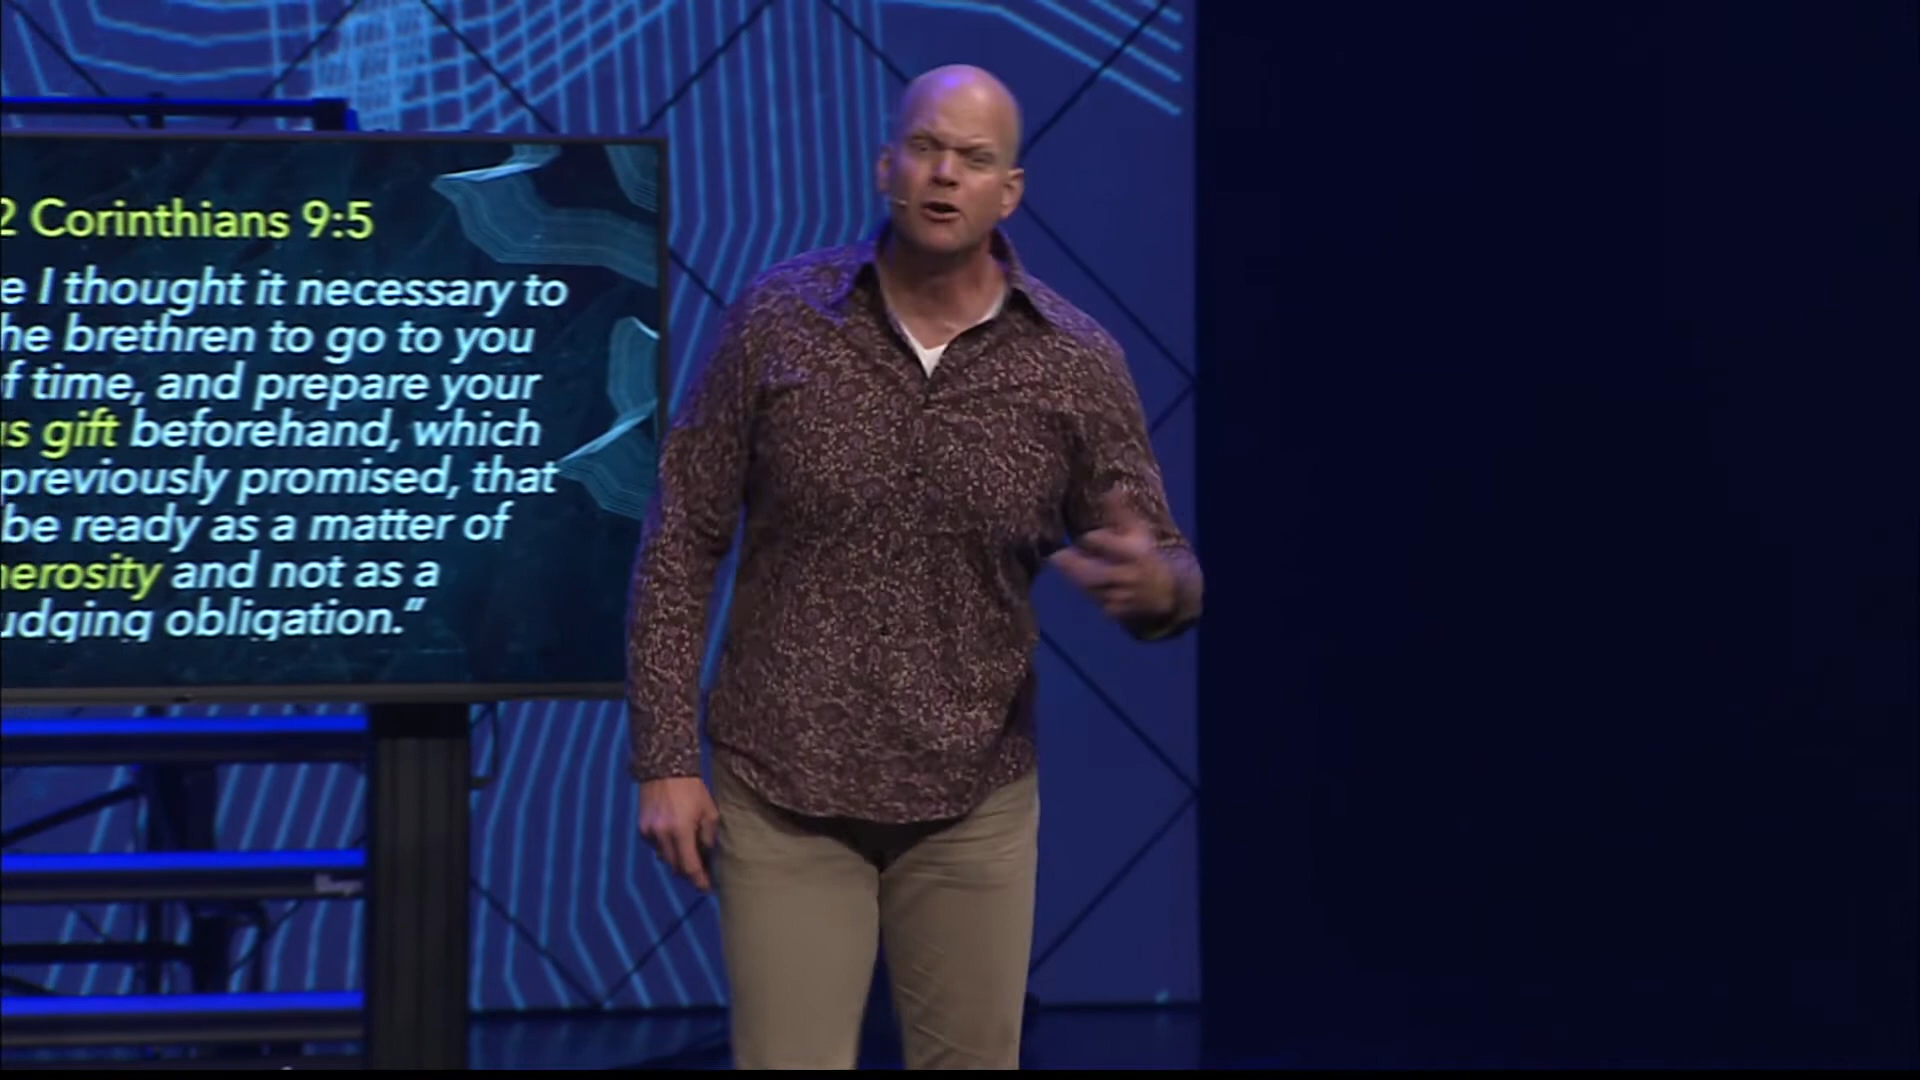 2 Corinthians 9:5
e I thought it necessary to
he brethren to go to you
f time, and prepare your
us gift beforehand, which
previously promised, that
be ready as a matter of
nerosity and not as a
udging obligation.”